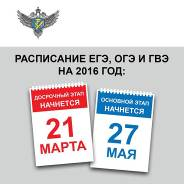 РАСПИСАНИЕ ЕГЭ, ОГЭ И ГВЭ
НА 2016 ГОД:
ДОСРОЧНЫЙ ЭТАП
НАЧНЕТСЯ
21
МАРТА
ОСНОВНОЙ ЭТАП
НАЧНЕТСЯ
27
МАЯ